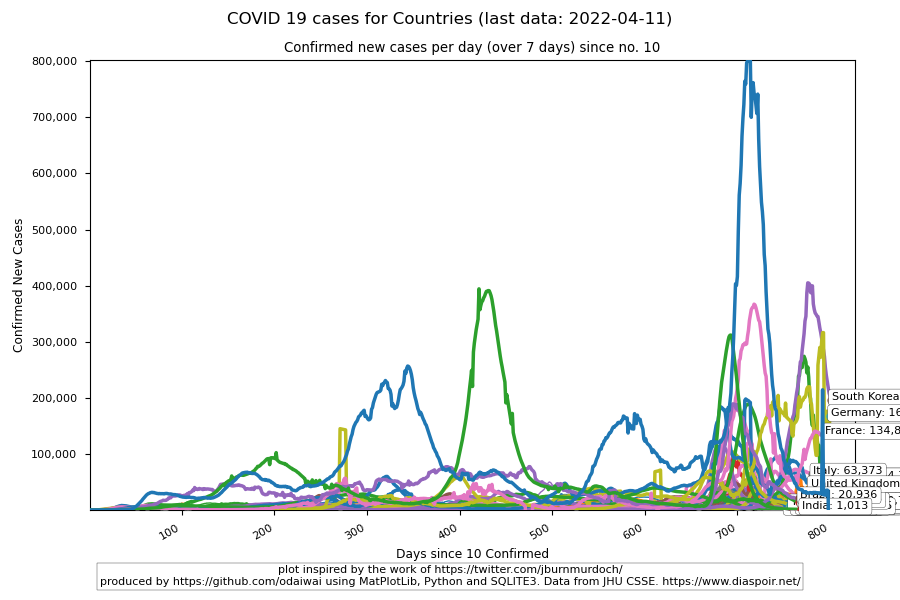 COVID 19 cases for Countries (last data: 2022-04-11)
Confirmed new cases per day (over 7 days) since no. 10
800,000
700,000
600,000
500,000
400,000
300,000
200,000
100,000
Confirmed New Cases
South Korea
Germany: 16
France: 134,8
Italy: 63,373
United Kingdom
: 20,936
India: 1,013
100
200
300
400
500
600
700
800
Days since 10 Confirmed
plot inspired by the work of https://twitter.com/jburnmurdoch/
produced by https://github.com/odaiwai using MatPlotLib, Python and SQLITE3. Data from JHU CSSE. https://www.diaspoir.net/